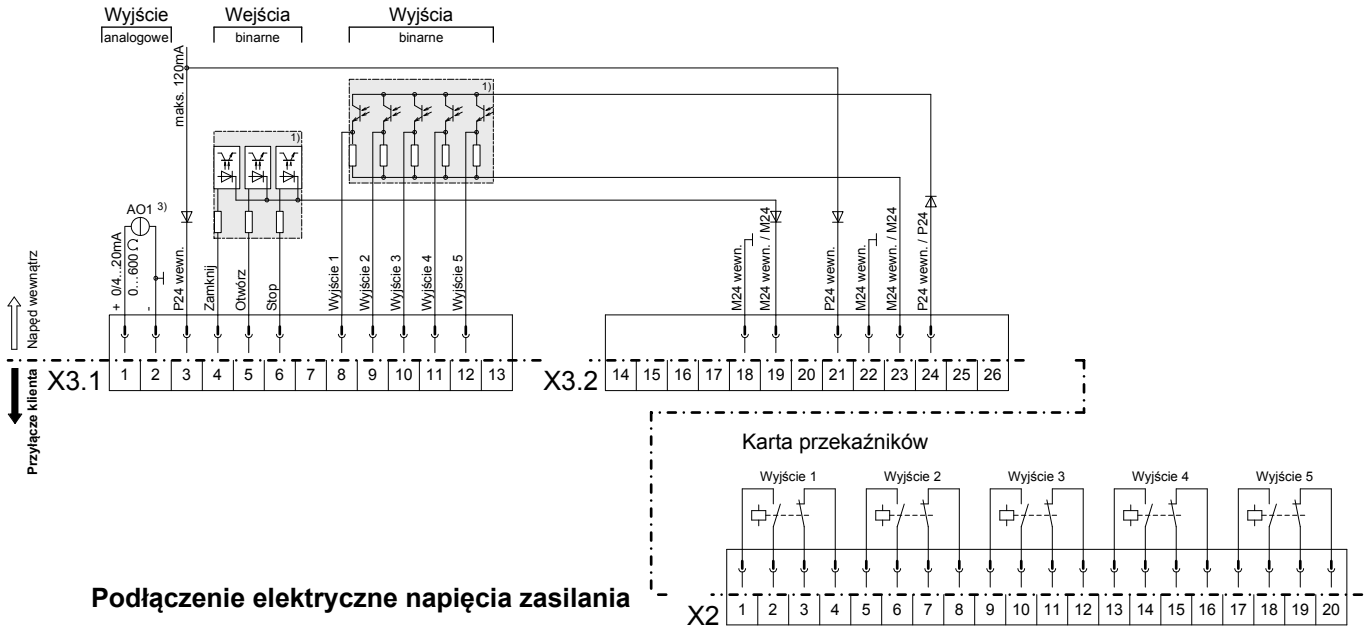 Wyjście
analogowe
Wejścia
binarne
Wyjścia
binarne
maks. 120mA
1)
1)
AO1 3)
+ 0/4...20mA
0...600 Ω
-
P24 wewn.
Zamknij
Otwórz
Stop
Wyjście 1
Wyjście 2
Wyjście 3
Wyjście 4
Wyjście 5
M24 wewn.
M24 wewn. / M24
P24 wewn.
M24 wewn.
M24 wewn. / M24
P24 wewn. / P24
Napęd wewnątrz
Przyłącze klienta
X3.1 1 2 3 4 5 6 7 8 9 10 11 12 13
X3.2 14 15 16 17 18 19 20 21 22 23 24 25 26
Karta przekaźników
Wyjście 1 Wyjście 2 Wyjście 3 Wyjście 4 Wyjście 5
Podłączenie elektryczne napięcia zasilania
X2 1 2 3 4 5 6 7 8 9 10 11 12 13 14 15 16 17 18 19 20